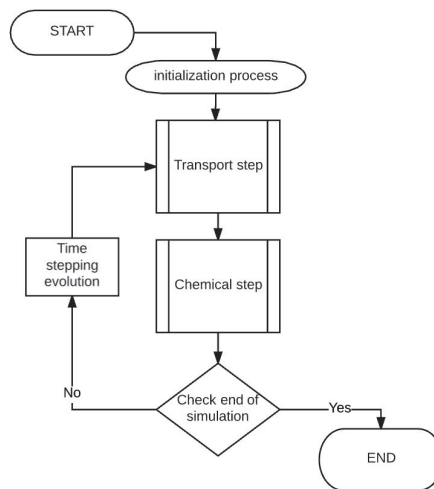 START
initialization process
Transport step
Time
stepping
evolution
Chemical step
Check end of
simulation
No
Yes
END